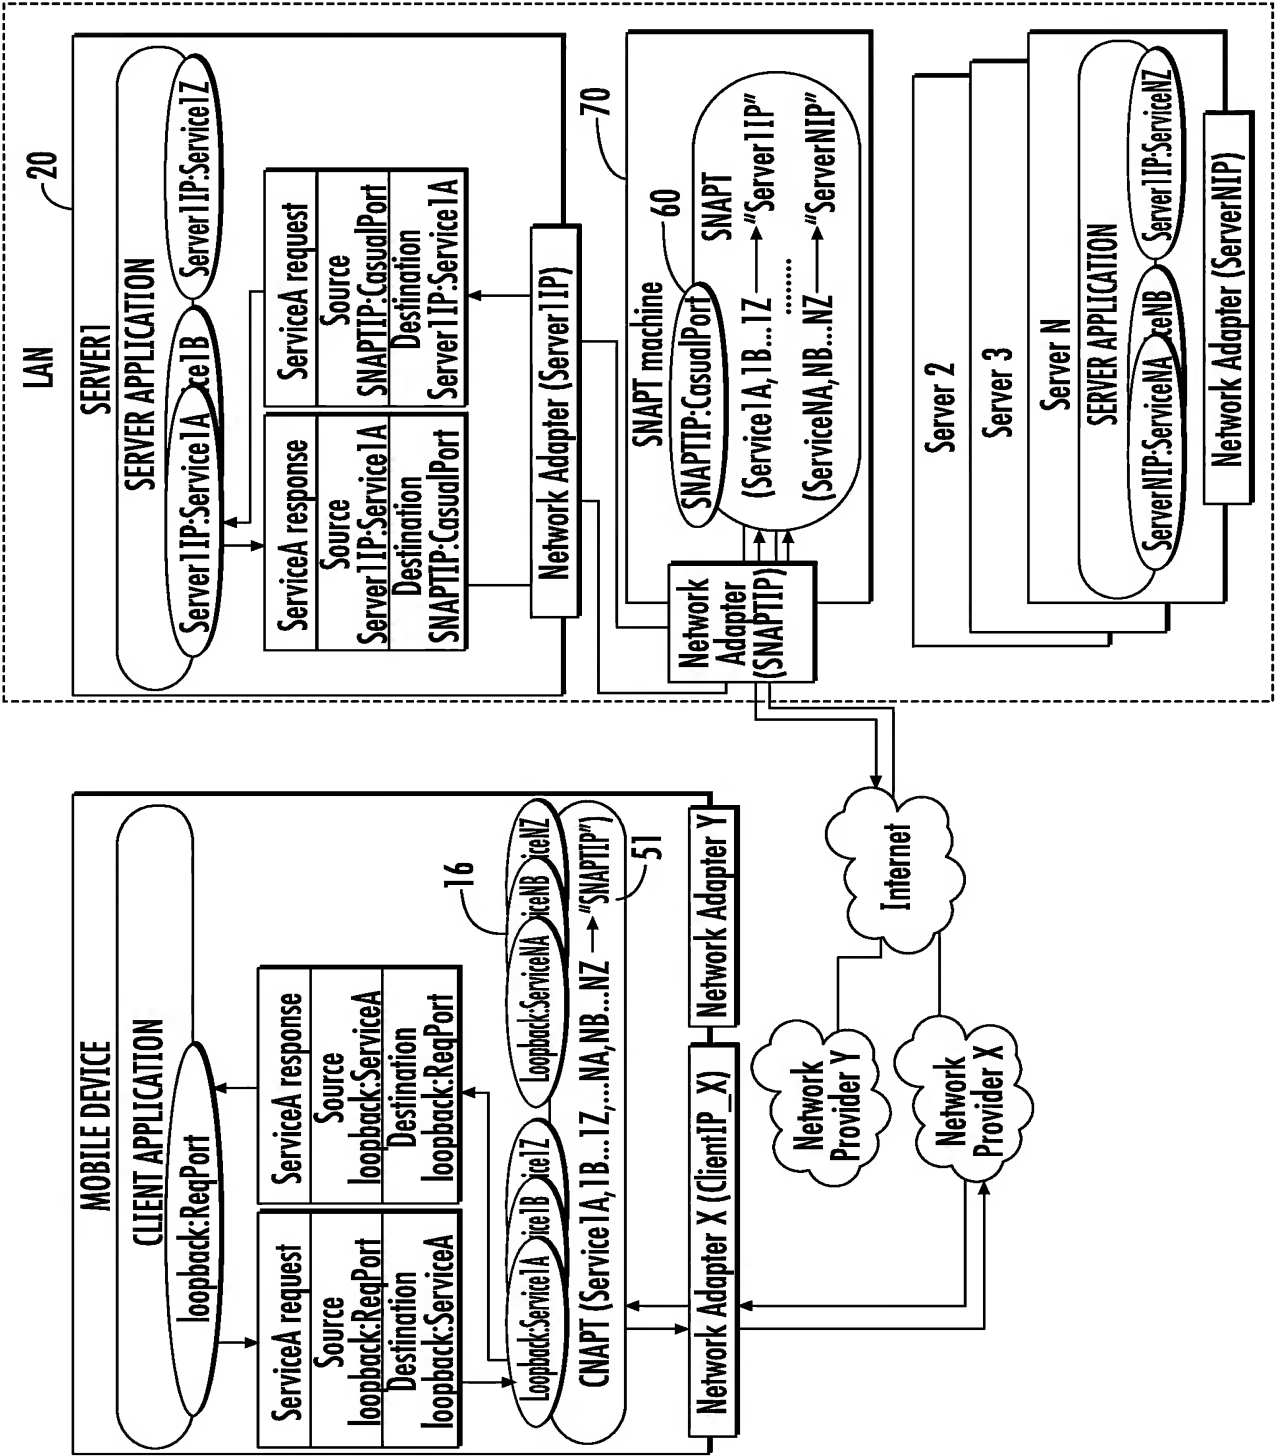 MOBILE DEVICE
CLIENT APPLICATION
loopback:ReqPort
ServiceA request
Source
loopback:ReqPort
Destination
loopback:ServiceA
ServiceA response
Source
loopback:ServiceA
Destination
loopback:ReqPort
16
Loopback:Service1A
vice1B
ice1Z
Loopback:ServiceNA
iceNB
iceNZ
CNAPT (Service1A,1B...1Z,....NA,NB...NZ → "SNAPTIP")
51
Network Adapter X (ClientIP_X)
Network Adapter Y
Network
Provider Y
Network
Provider X
Internet
LAN
20
SERVER1
SERVER APPLICATION
Server1IP:Service1A
ce1B
Server1IP:Service1Z
ServiceA response
Source
Server1IP:Service1A
Destination
SNAPTIP:CasualPort
ServiceA request
Source
SNAPTIP:CasualPort
Destination
Server1IP:Service1A
Network Adapter (Server1IP)
70
SNAPT machine
60
SNAPTIP:CasualPort
SNAPT
(Service1A,1B...1Z → "Server1IP"
........
(ServiceNA,NB...NZ → "ServerNIP"
Network
Adapter
(SNAPTIP)
Server 2
Server 3
Server N
SERVER APPLICATION
ServerNIP:ServiceNA
ceNB
Server1IP:ServiceNZ
Network Adapter (ServerNIP)